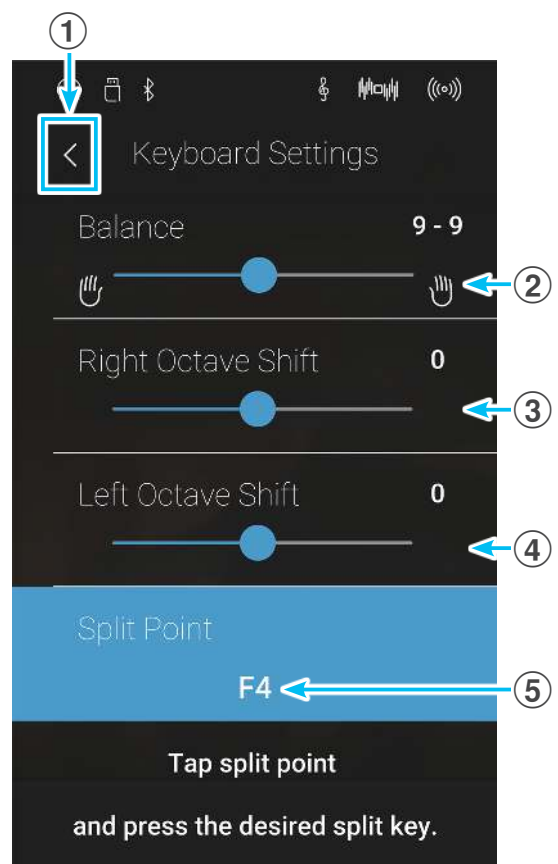 ①
Keyboard Settings
Balance 9 - 9
②
Right Octave Shift 0
③
Left Octave Shift 0
④
Split Point
F4 ⑤
Tap split point
and press the desired split key.